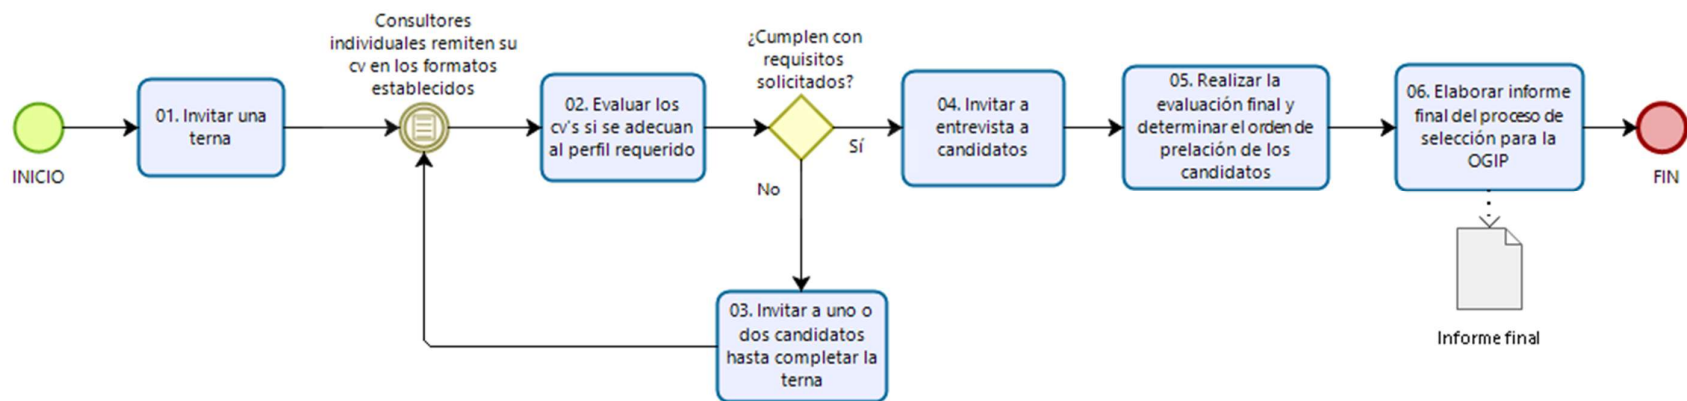 INICIO
01. Invitar una
terna
Consultores
individuales remiten su
cv en los formatos
establecidos
02. Evaluar los
cv's si se adecuan
al perfil requerido
¿Cumplen con
requisitos
solicitados?
Sí
No
03. Invitar a uno o
dos candidatos
hasta completar la
terna
04. Invitar a
entrevista a
candidatos
05. Realizar la
evaluación final y
determinar el orden de
prelación de los
candidatos
06. Elaborar informe
final del proceso de
selección para la
OGIP
Informe final
FIN